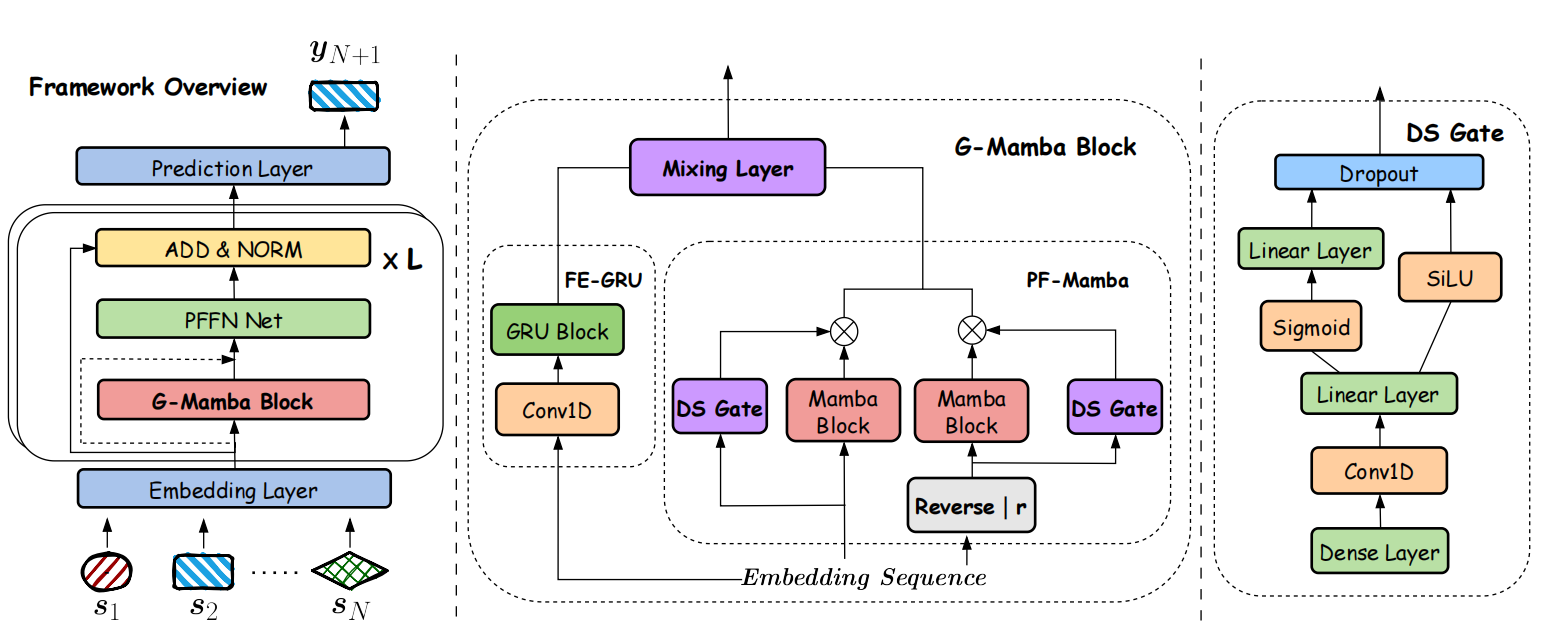 Framework Overview
y_{N+1}
Prediction Layer
ADD & NORM
x L
PFFN Net
G-Mamba Block
Embedding Layer
s_1
s_2
.....
s_N
G-Mamba Block
Mixing Layer
FE-GRU
GRU Block
Conv1D
PF-Mamba
DS Gate
Mamba
Block
Mamba
Block
DS Gate
Reverse | r
Embedding Sequence
DS Gate
Dropout
Linear Layer
SiLU
Sigmoid
Linear Layer
Conv1D
Dense Layer